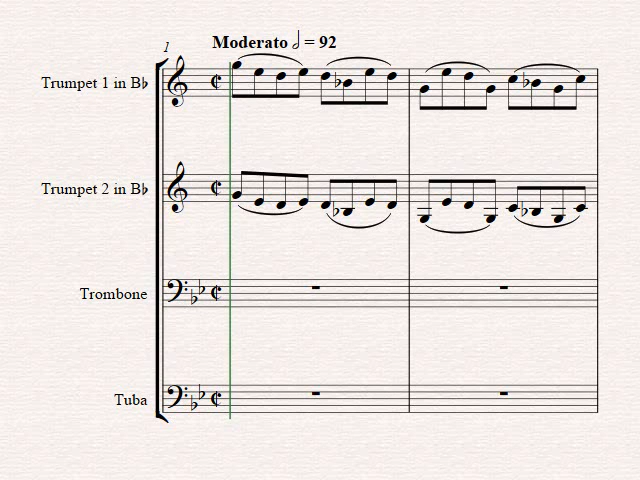 1
Moderato 𝅗𝅥 = 92
Trumpet 1 in B♭
Trumpet 2 in B♭
Trombone
Tuba